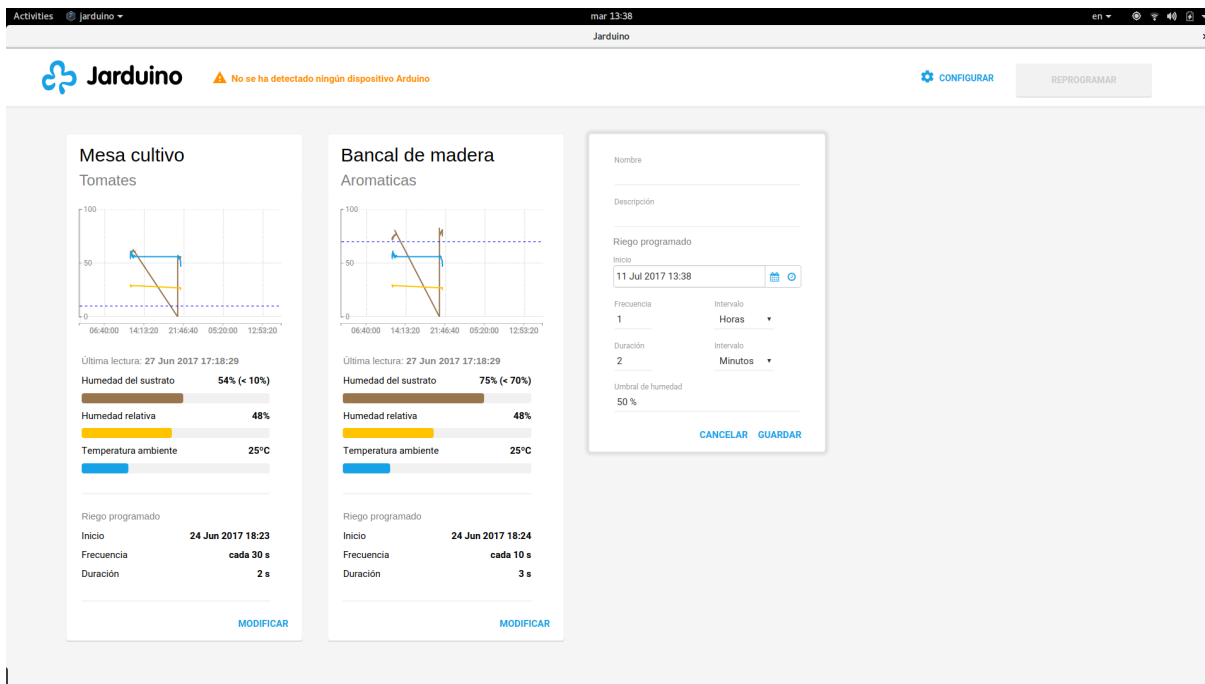 Activities jarduino mar 13:38 en
Jarduino
Jarduino No se ha detectado ningún dispositivo Arduino CONFIGURAR REPROGRAMAR
Mesa cultivo
Tomates
100
50
0
06:40:00 14:13:20 21:46:40 05:20:00 12:53:20
Última lectura: 27 Jun 2017 17:18:29
Humedad del sustrato 54% (< 10%)
Humedad relativa 48%
Temperatura ambiente 25ºC
Riego programado
Inicio 24 Jun 2017 18:23
Frecuencia cada 30 s
Duración 2 s
MODIFICAR
Bancal de madera
Aromaticas
100
50
0
06:40:00 14:13:20 21:46:40 05:20:00 12:53:20
Última lectura: 27 Jun 2017 17:18:29
Humedad del sustrato 75% (< 70%)
Humedad relativa 48%
Temperatura ambiente 25ºC
Riego programado
Inicio 24 Jun 2017 18:24
Frecuencia cada 10 s
Duración 3 s
MODIFICAR
Nombre
Descripción
Riego programado
Inicio
11 Jul 2017 13:38
Frecuencia Intervalo
1 Horas
Duración Intervalo
2 Minutos
Umbral de humedad
50 %
CANCELAR GUARDAR